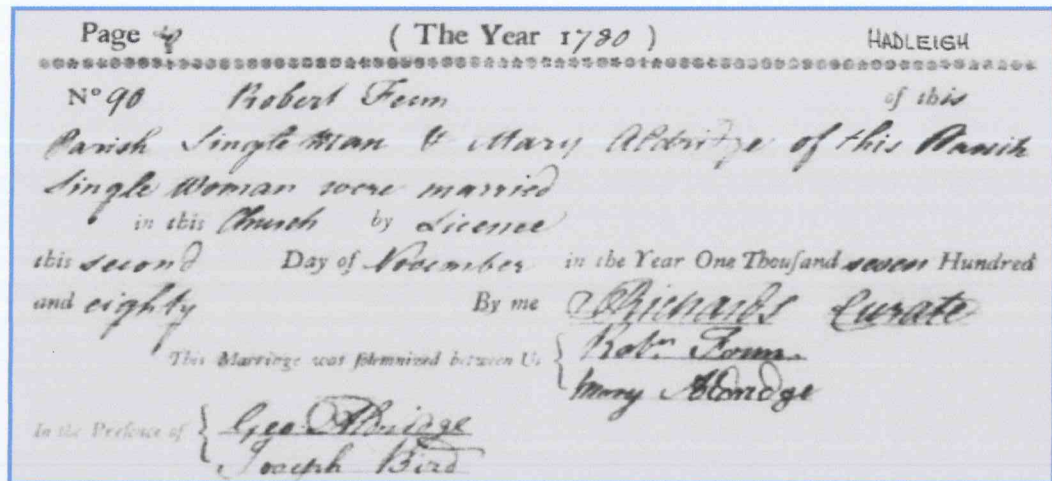 Page ( The Year 1780 ) HADLEIGH
No 90 Robert Fenn of this
Parish Single Man & Mary Aldridge of this Parish
Single Woman were married
in this Church by Licence
this second Day of November in the Year One Thousand seven Hundred
and eighty By me Richards Curate
This Marriage was solemnized between Us { Robt Fenn
Mary Aldridge
In the Presence of { Geo Aldridge
Joseph Bird